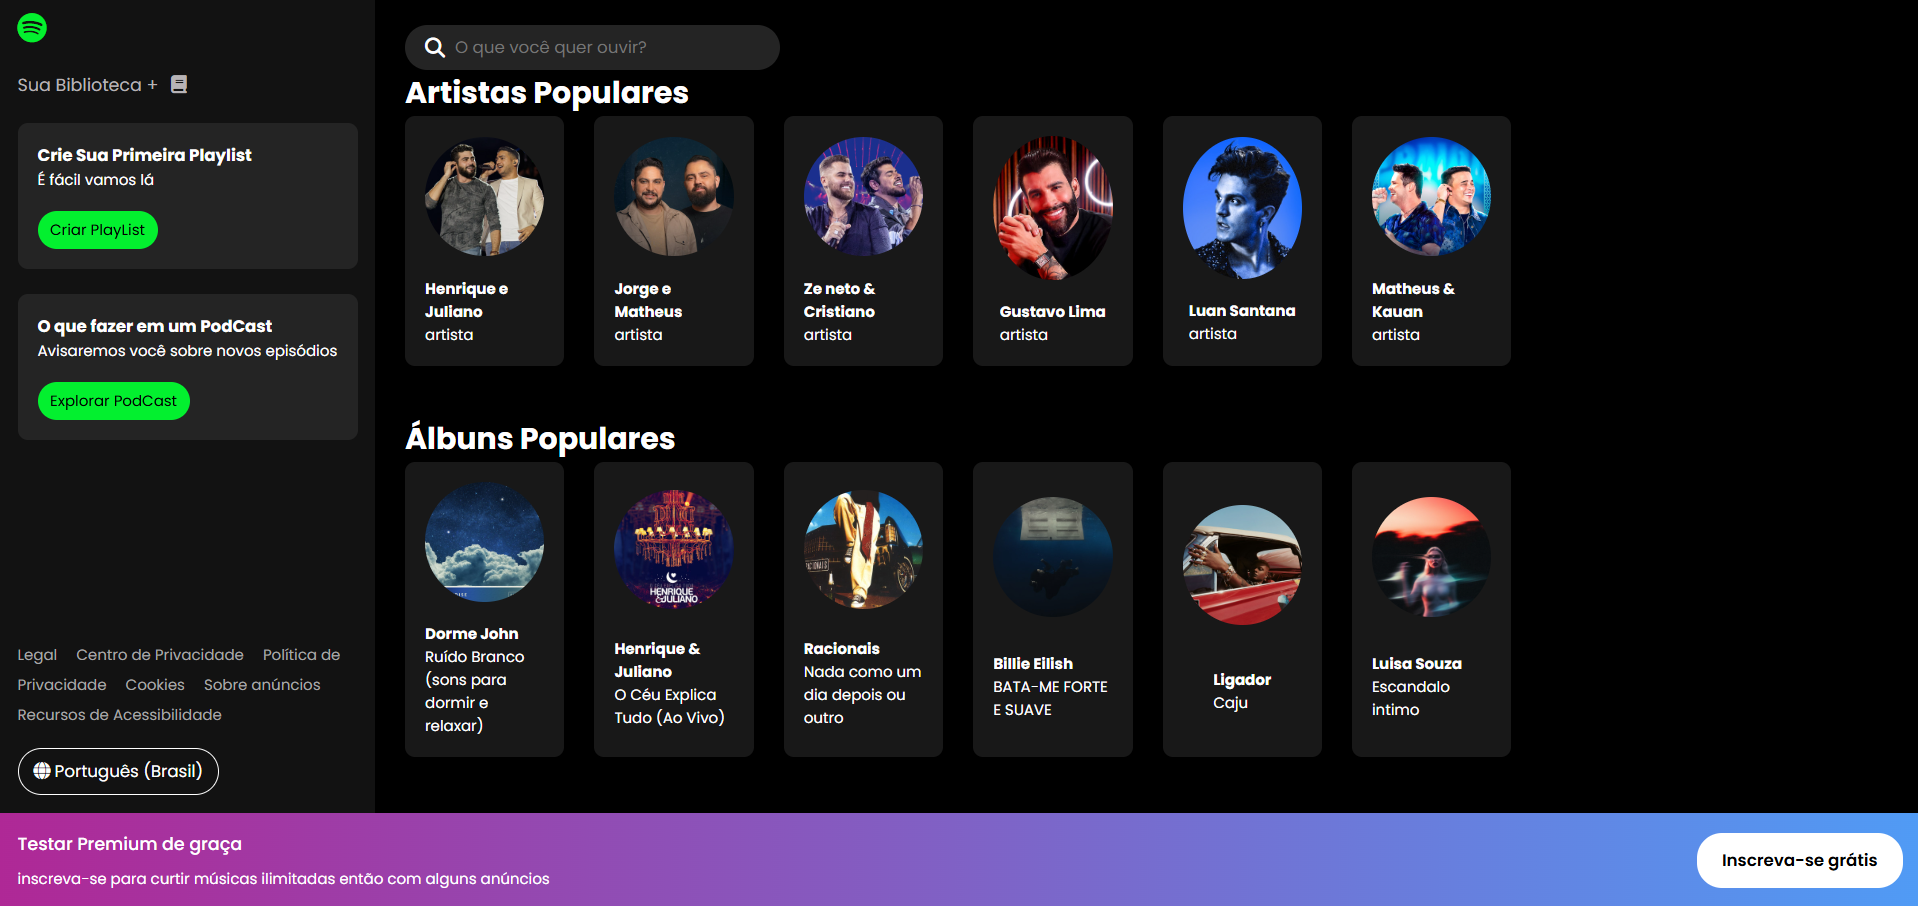 Sua Biblioteca +
Crie Sua Primeira Playlist
É fácil vamos lá
Criar PlayList
O que fazer em um PodCast
Avisaremos você sobre novos episódios
Explorar PodCast
Legal Centro de Privacidade Política de
Privacidade Cookies Sobre anúncios
Recursos de Acessibilidade
Português (Brasil)
O que você quer ouvir?
Artistas Populares
Henrique e
Juliano
artista
Jorge e
Matheus
artista
Ze neto &
Cristiano
artista
Gustavo Lima
artista
Luan Santana
artista
Matheus &
Kauan
artista
Álbuns Populares
Dorme John
Ruído Branco
(sons para
dormir e
relaxar)
HENRIQUE
&JULIANO
Henrique &
Juliano
O Céu Explica
Tudo (Ao Vivo)
Racionais
Nada como um
dia depois ou
outro
Billie Eilish
BATA-ME FORTE
E SUAVE
Ligador
Caju
Luisa Souza
Escandalo
intimo
Testar Premium de graça
inscreva-se para curtir músicas ilimitadas então com alguns anúncios
Inscreva-se grátis